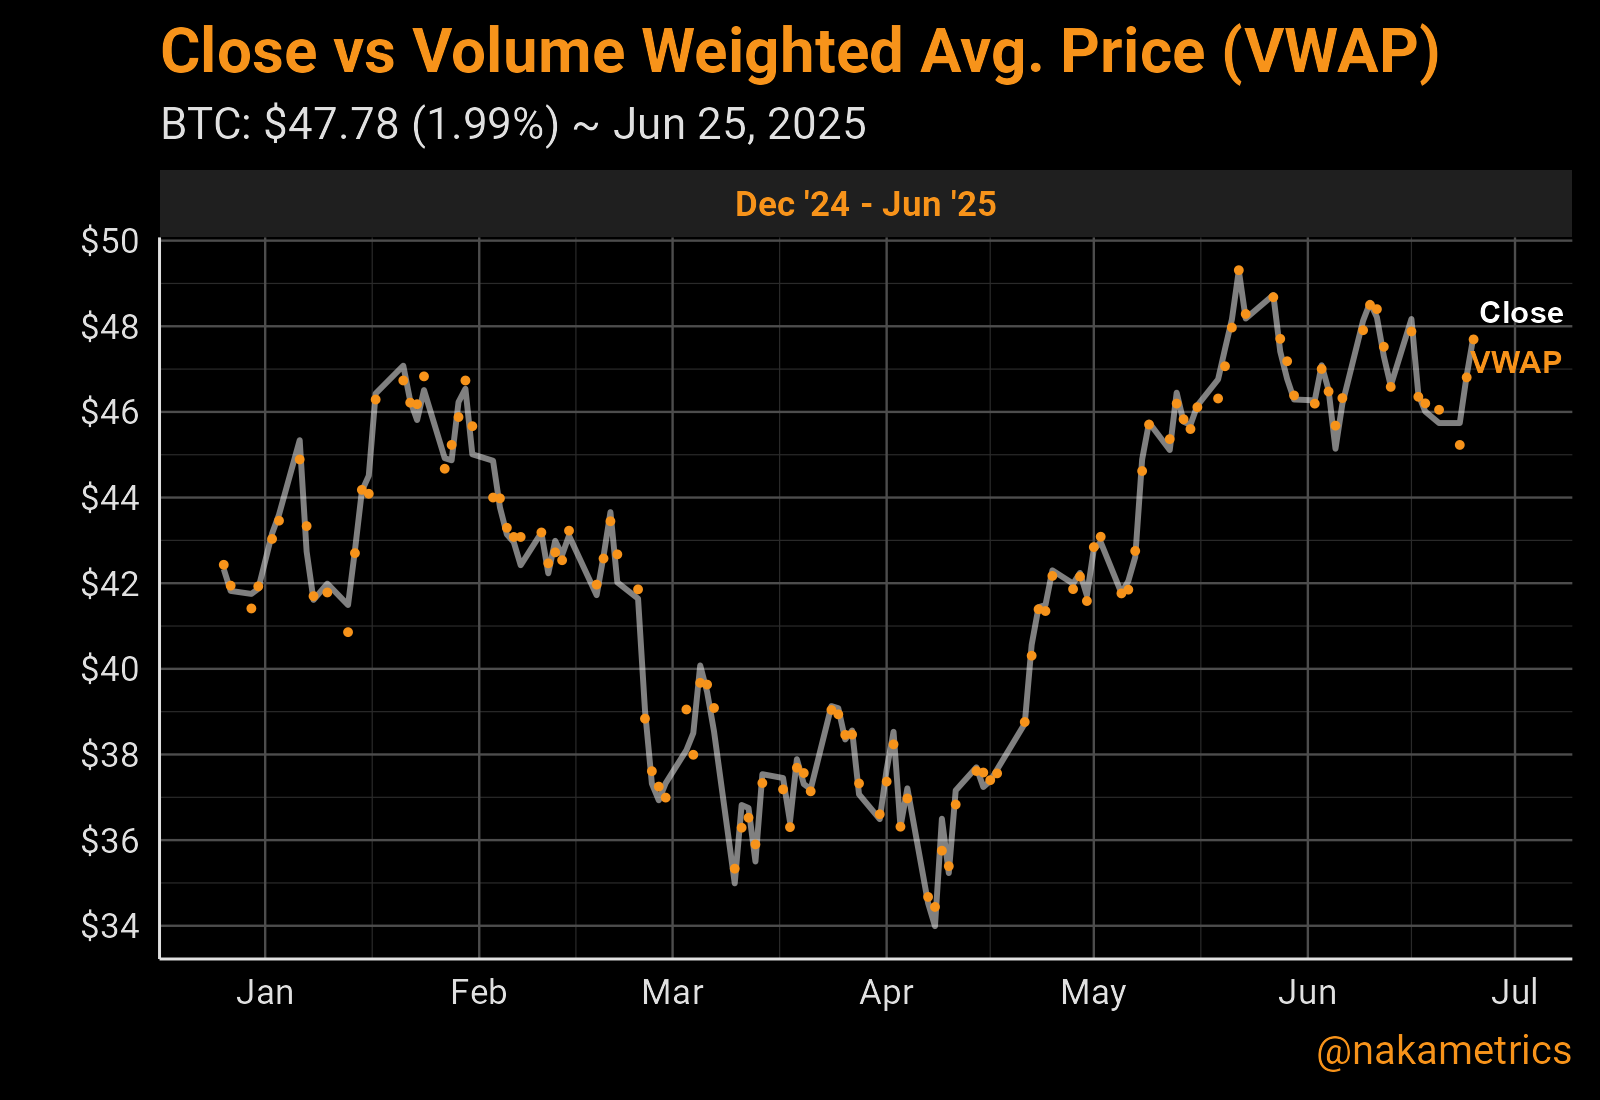 Close vs Volume Weighted Avg. Price (VWAP)
BTC: $47.78 (1.99%) ~ Jun 25, 2025
Dec '24 - Jun '25
$50
$48
$46
$44
$42
$40
$38
$36
$34
Close
VWAP
Jan Feb Mar Apr May Jun Jul
@nakametrics